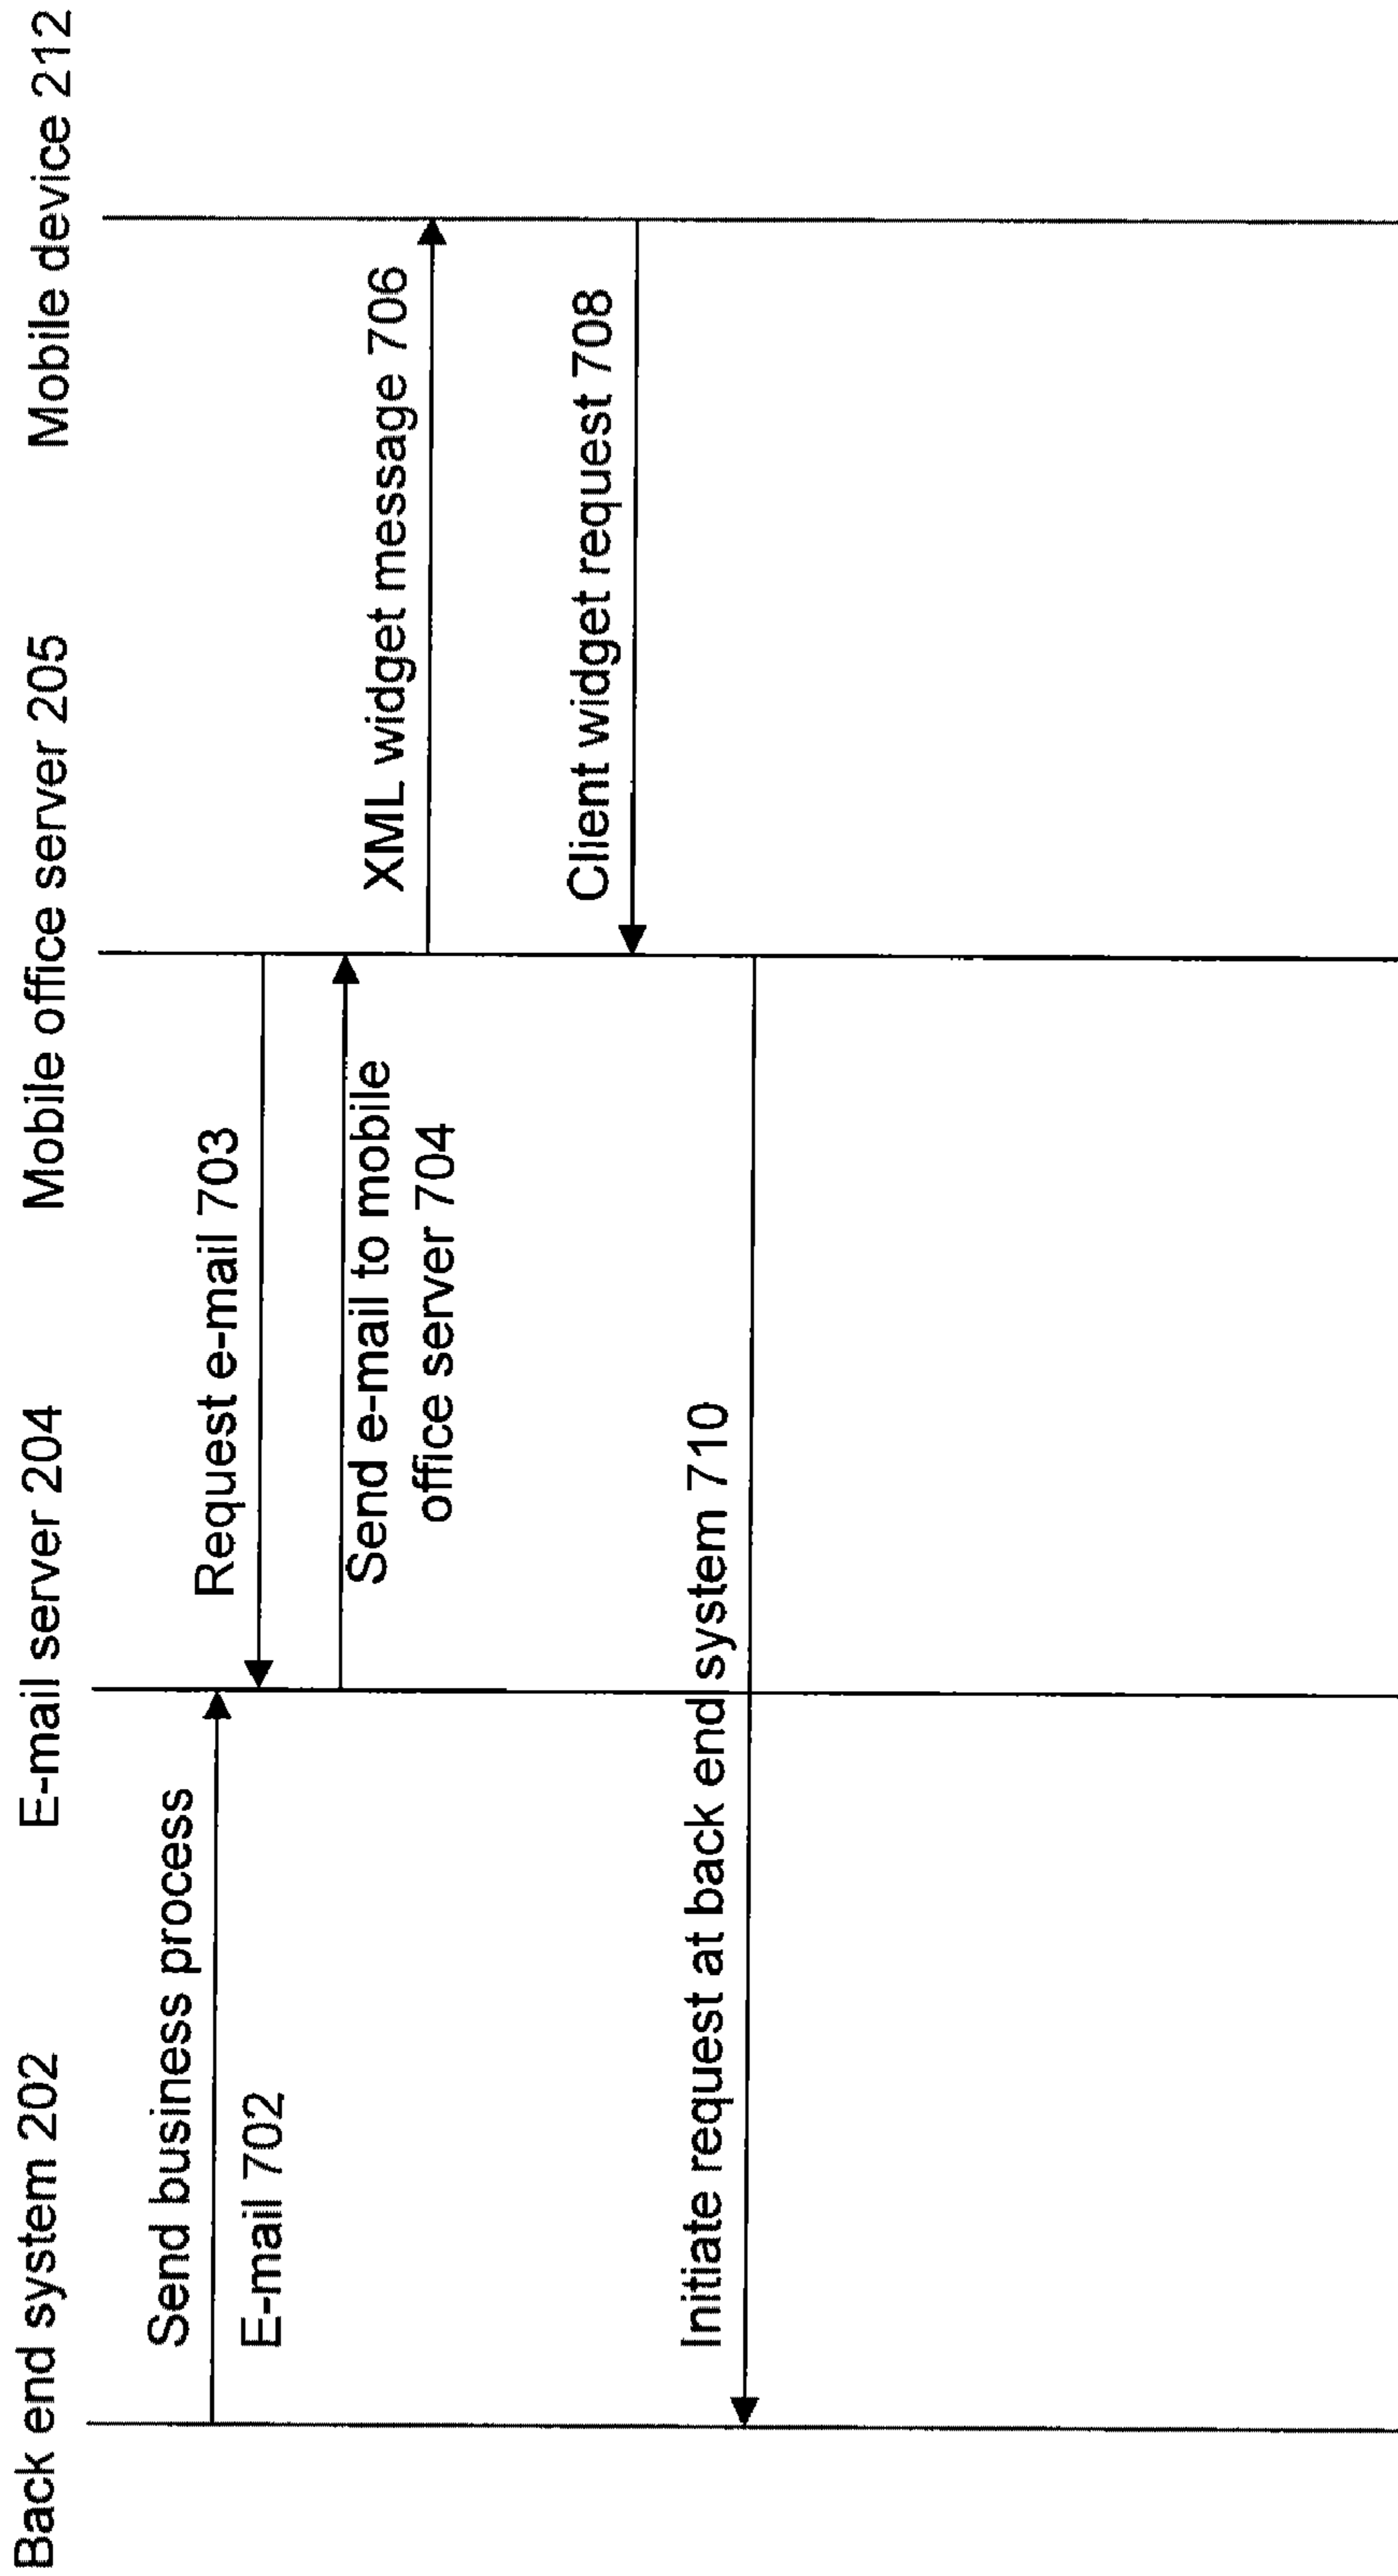 Back end system 202
E-mail server 204
Mobile office server 205
Mobile device 212
Send business process
E-mail 702
Request e-mail 703
Send e-mail to mobile
office server 704
XML widget message 706
Client widget request 708
Initiate request at back end system 710